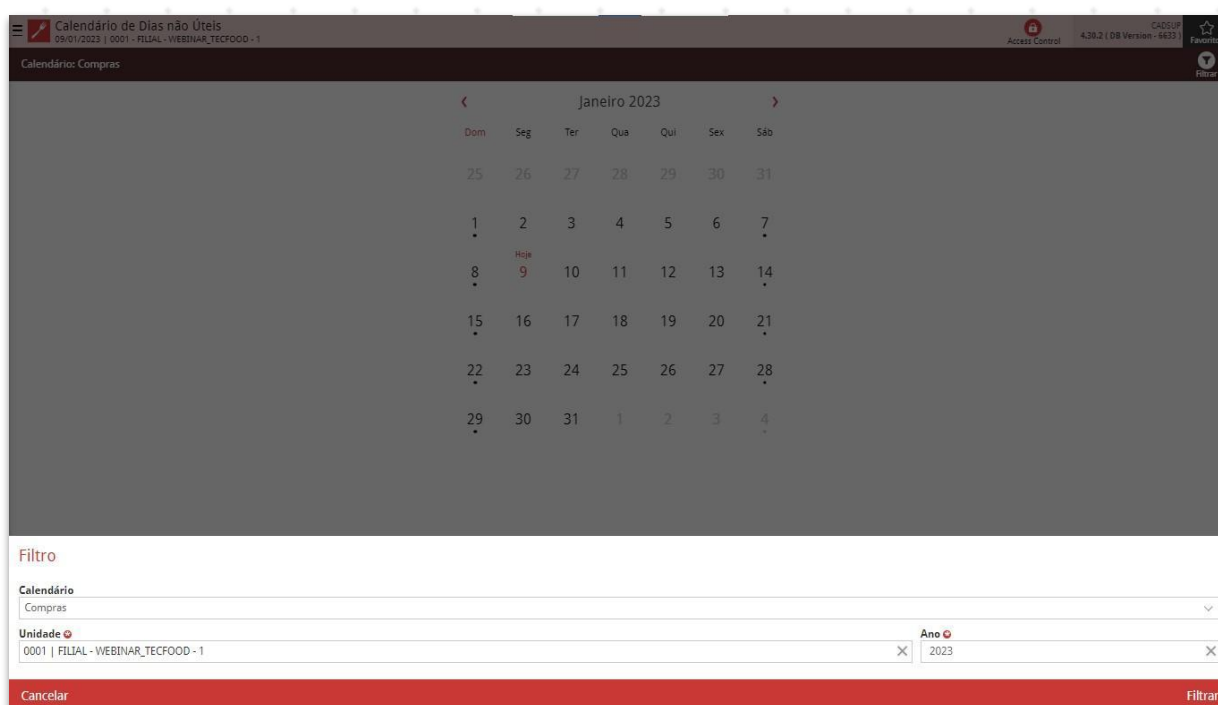 Calendário de Dias não Úteis
09/01/2023 | 0001 - FILIAL - WEBINAR_TECFOOD - 1
Access Control
CADSUP
4.30.2 ( DB Version - 6633 )
Favorito
Calendário: Compras
Filtrar
Janeiro 2023
Dom Seg Ter Qua Qui Sex Sáb
25 26 27 28 29 30 31
1 2 3 4 5 6 7
Hoje
8 9 10 11 12 13 14
15 16 17 18 19 20 21
22 23 24 25 26 27 28
29 30 31 1 2 3 4
Filtro
Calendário
Compras
Unidade Ano
0001 | FILIAL - WEBINAR_TECFOOD - 1 2023
Cancelar Filtrar